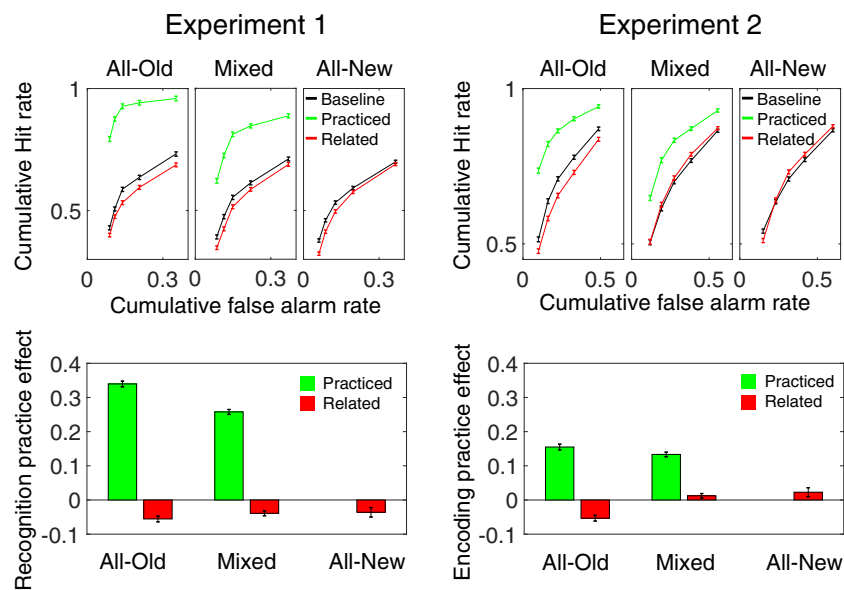 Experiment 1
All-Old Mixed All-New
Cumulative Hit rate
1
0.5
Baseline
Practiced
Related
0 0.3 0.3 0.3
Cumulative false alarm rate
Experiment 2
All-Old Mixed All-New
Cumulative Hit rate
1
0.5
Baseline
Practiced
Related
0 0.5 0.5 0.5
Cumulative false alarm rate
Recognition practice effect
0.4
0.3
0.2
0.1
0
-0.1
Practiced
Related
All-Old Mixed All-New
Encoding practice effect
0.4
0.3
0.2
0.1
0
-0.1
Practiced
Related
All-Old Mixed All-New